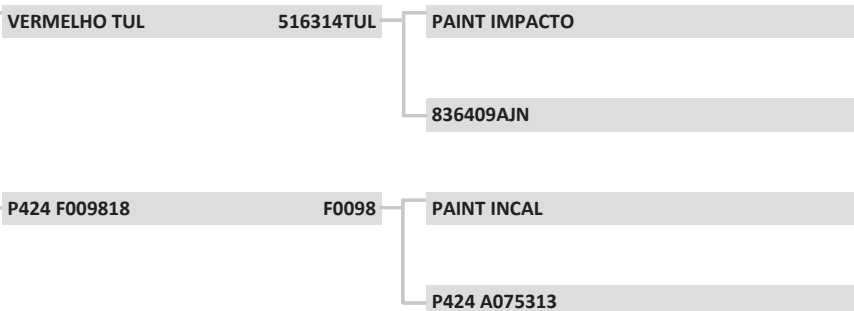 VERMELHO TUL 516314TUL PAINT IMPACTO
836409AJN
P424 F009818 F0098 PAINT INCAL
P424 A075313